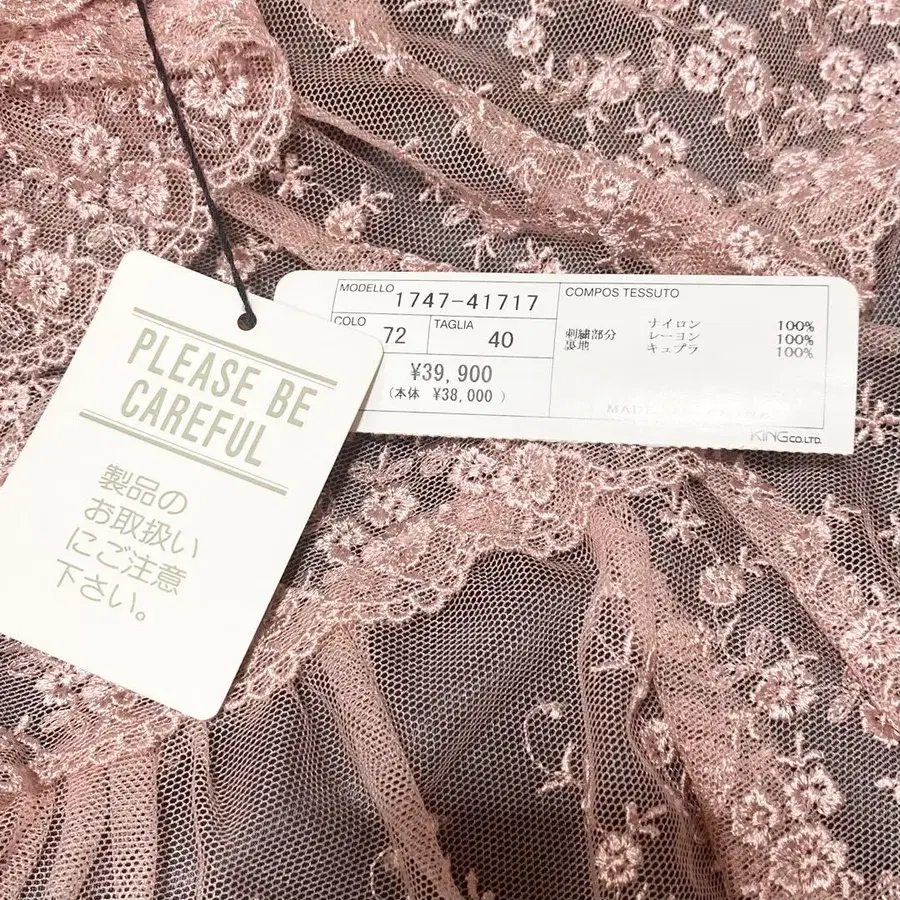 PLEASE BE
CAREFUL
製品の
お取扱い
にご注意
下さい。
MODELLO 1747-41717
COLO 72 TAGLIA 40
¥39,900
(本体 ¥38,000 )
COMPOS TESSUTO
ナイロン 100%
刺繍部分 レーヨン 100%
裏地 キュプラ 100%
MADE
KING CO.LTD.